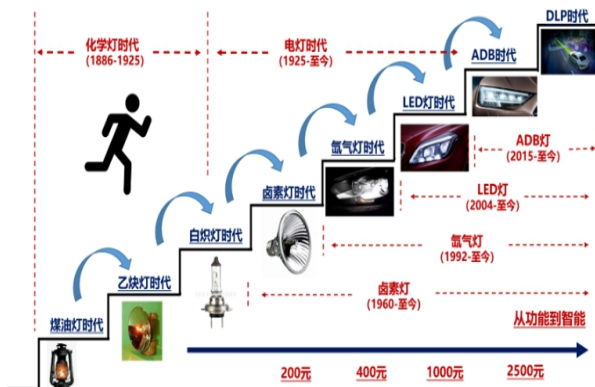 DLP时代
化学灯时代
(1886-1925)
电灯时代
(1925-至今)
ADB时代
LED灯时代
氙气灯时代
卤素灯时代
白炽灯时代
乙炔灯时代
煤油灯时代
ADB灯
(2015-至今)
LED灯
(2004-至今)
氙气灯
(1992-至今)
卤素灯
(1960-至今)
从功能到智能
200元
400元
1000元
2500元